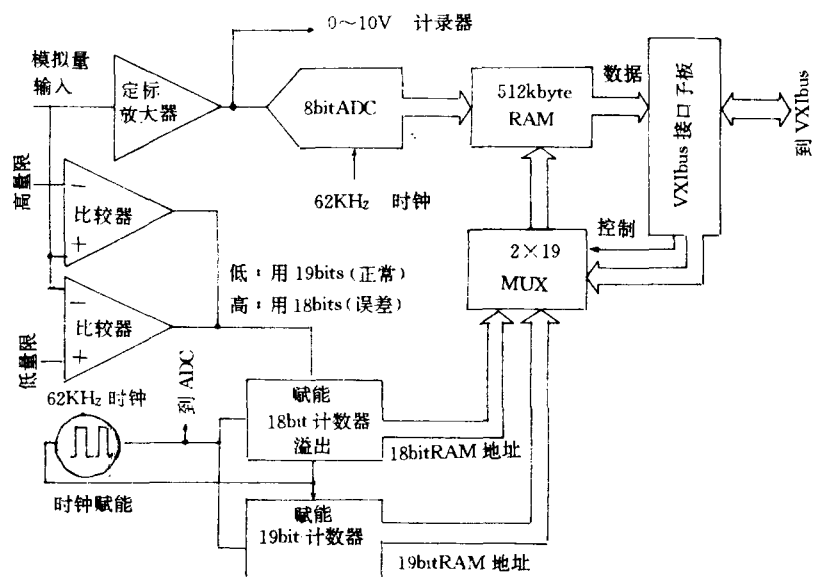 0～10V 计录器
模拟量
输入
定标
放大器
8bitADC
512kbyte
RAM
数据
VXIbus 接口子板
到 VXIbus
62KHz 时钟
高量限
−
比较器
+
控制
2×19
MUX
低：用 19bits（正常）
高：用 18bits（误差）
−
比较器
+
低量限
62KHz 时钟
到 ADC
赋能
18bit 计数器
溢出
18bitRAM 地址
时钟赋能
赋能
19bit 计数器
19bitRAM 地址